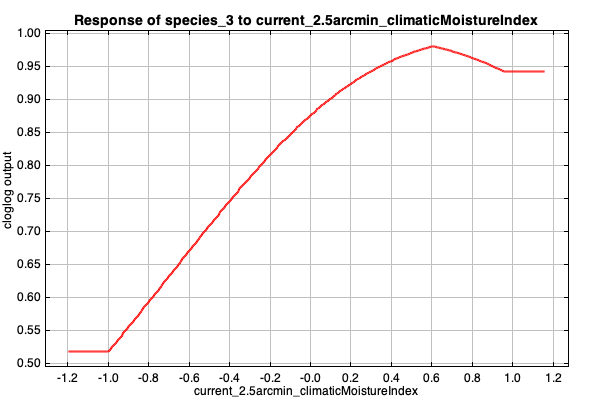 Response of species_3 to current_2.5arcmin_climaticMoistureIndex
1.00
0.95
0.90
0.85
0.80
0.75
0.70
0.65
0.60
0.55
0.50
cloglog output
-1.2 -1.0 -0.8 -0.6 -0.4 -0.2 -0.0 0.2 0.4 0.6 0.8 1.0 1.2
current_2.5arcmin_climaticMoistureIndex